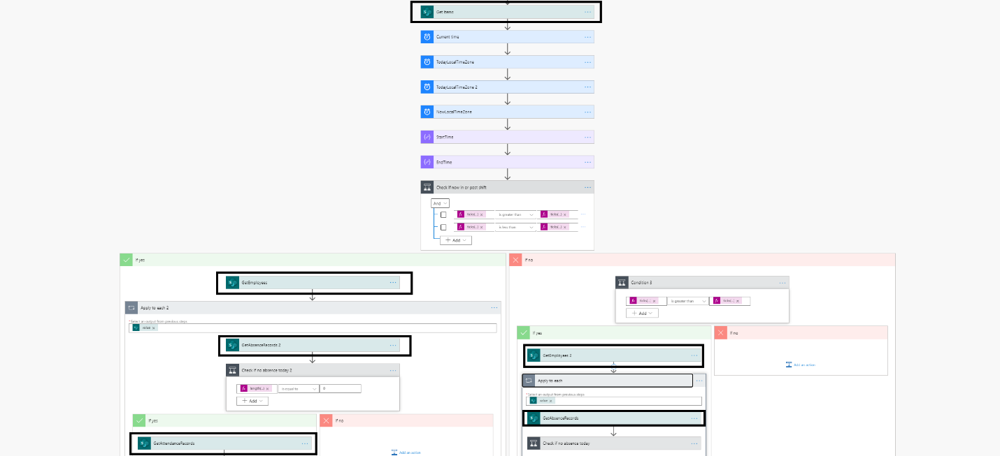 Get items
Current time
TodayLocalTimeZone
TodayLocalTimeZone 2
NowLocalTimeZone
StartTime
EndTime
Check if now in or past shift
And
ticks(...) x is greater than ticks(...) x
ticks(...) x is less than ticks(...) x
+ Add
If yes
GetEmployees
Apply to each 2
* Select an output from previous steps
value x
GetAbsenceRecords 2
Check if no absence today 2
length(...) x is equal to 0
+ Add
If yes
GetAttendanceRecords
If no
Add an action
If no
Condition 3
ticks(...) x is greater than ticks(...) x
+ Add
If yes
GetEmployees 2
Apply to each
* Select an output from previous steps
value x
GetAbsenceRecords
Check if no absence today
If no
Add an action